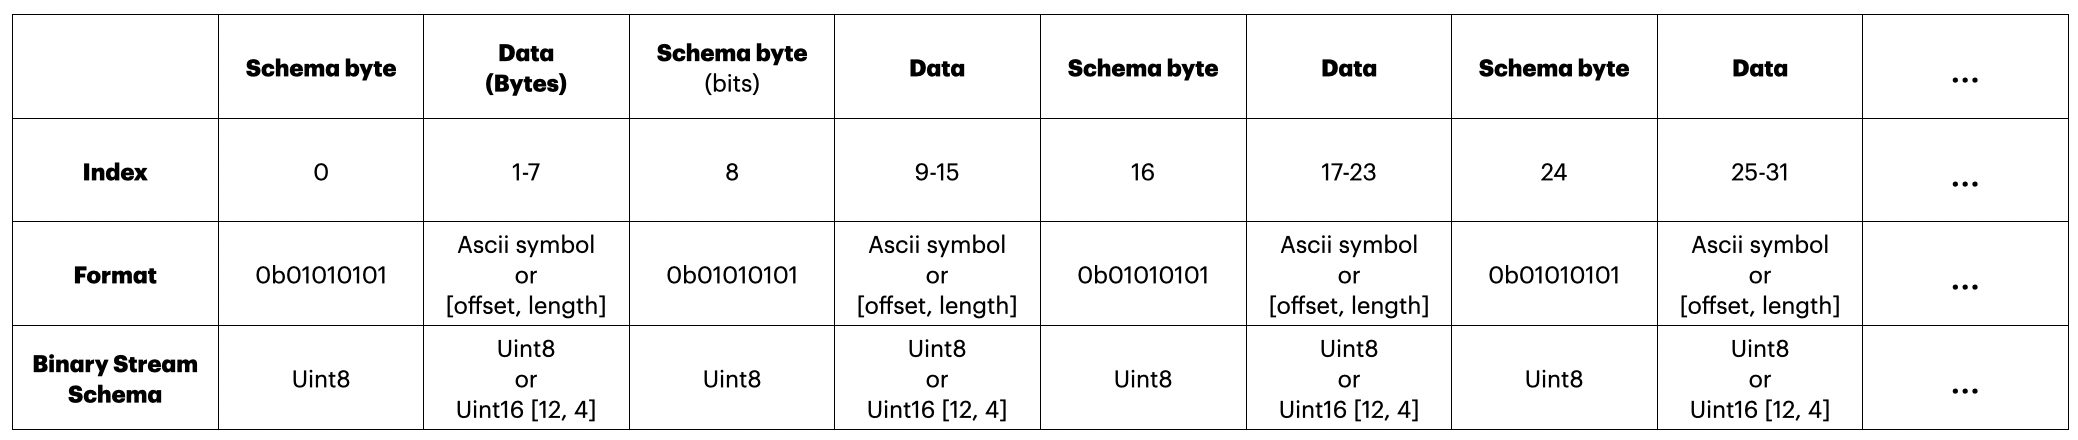 Schema byte
Data
(Bytes)
Schema byte
(bits)
Data
Schema byte
Data
Schema byte
Data
...
Index
0
1-7
8
9-15
16
17-23
24
25-31
...
Format
0b01010101
Ascii symbol
or
[offset, length]
0b01010101
Ascii symbol
or
[offset, length]
0b01010101
Ascii symbol
or
[offset, length]
0b01010101
Ascii symbol
or
[offset, length]
...
Binary Stream
Schema
Uint8
Uint8
or
Uint16 [12, 4]
Uint8
Uint8
or
Uint16 [12, 4]
Uint8
Uint8
or
Uint16 [12, 4]
Uint8
Uint8
or
Uint16 [12, 4]
...